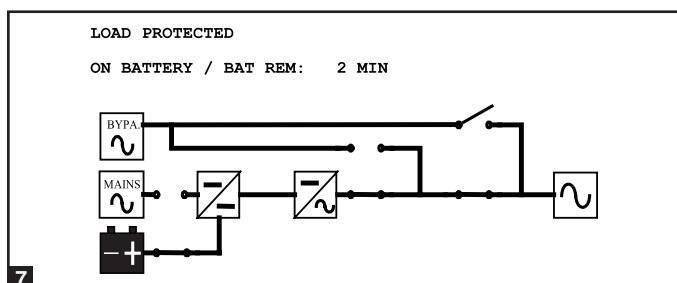 LOAD PROTECTED
ON BATTERY / BAT REM: 2 MIN
BYPA.
MAINS
7